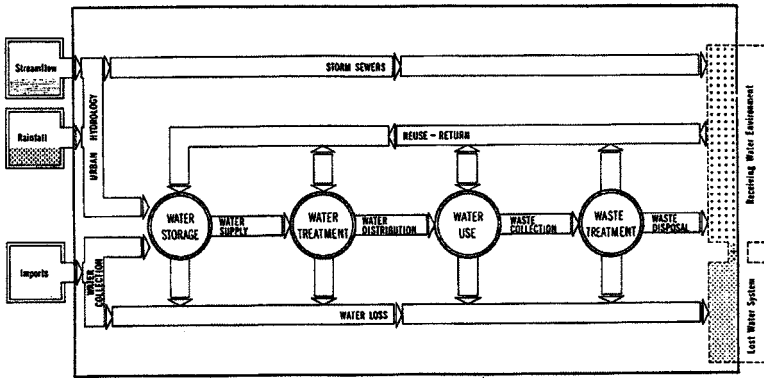 Streamflow
STORM SEWERS
URBAN HYDROLOGY
Rainfall
REUSE - RETURN
Receiving Water Environment
WATER
STORAGE
WATER
SUPPLY
WATER
TREATMENT
WATER
DISTRIBUTION
WATER
USE
WASTE
COLLECTION
WASTE
TREATMENT
WASTE
DISPOSAL
Imports
WATER
COLLECTION
WATER LOSS
Lost Water System